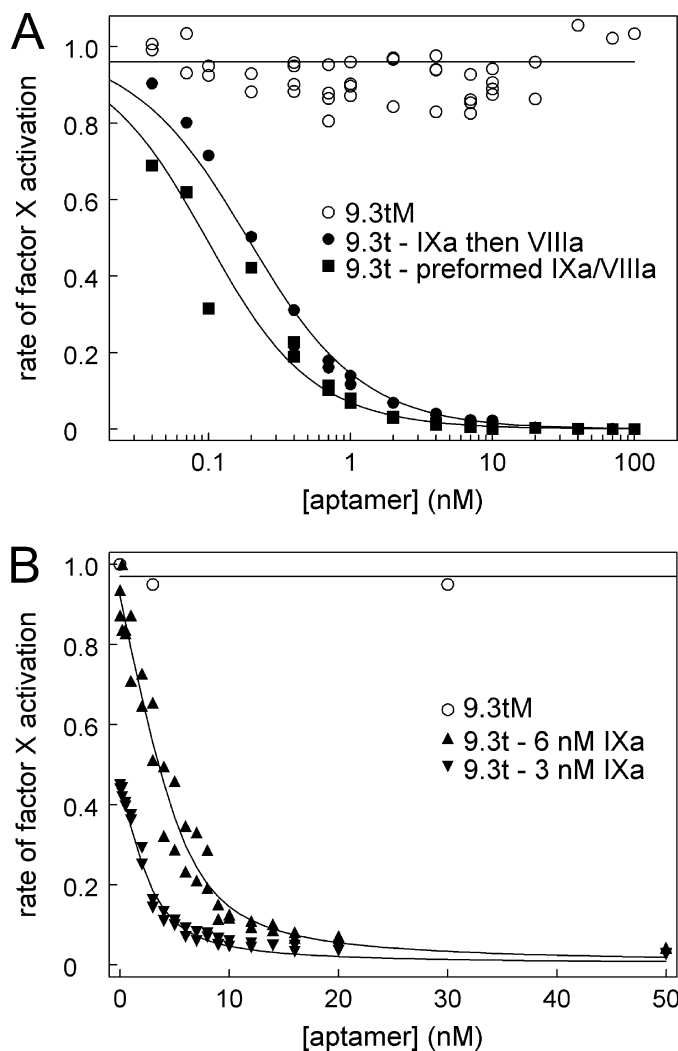 A
1.0
0.8
0.6
0.4
0.2
0
rate of factor X activation
9.3tM
9.3t - IXa then VIIIa
9.3t - preformed IXa/VIIIa
0.1 1 10 100
[aptamer] (nM)
B
1.0
0.8
0.6
0.4
0.2
0
rate of factor X activation
9.3tM
9.3t - 6 nM IXa
9.3t - 3 nM IXa
0 10 20 30 40 50
[aptamer] (nM)